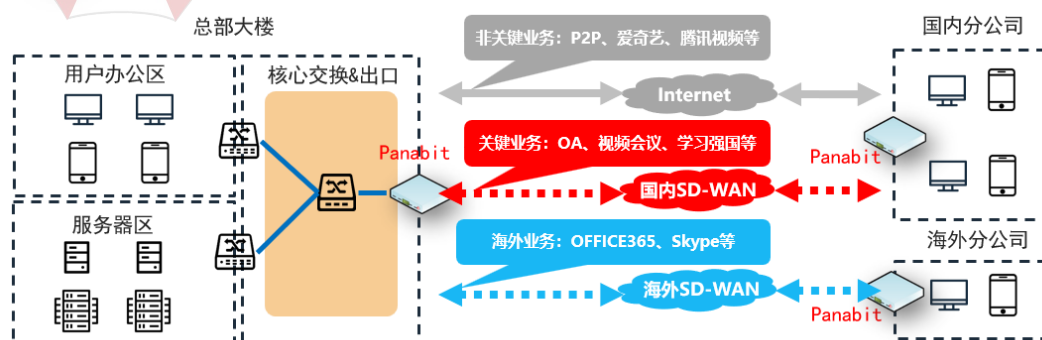 总部大楼
国内分公司
非关键业务：P2P、爱奇艺、腾讯视频等
用户办公区
核心交换&出口
Internet
关键业务：OA、视频会议、学习强国等
Panabit
Panabit
国内SD-WAN
服务器区
海外业务：OFFICE365、Skype等
海外分公司
海外SD-WAN
Panabit